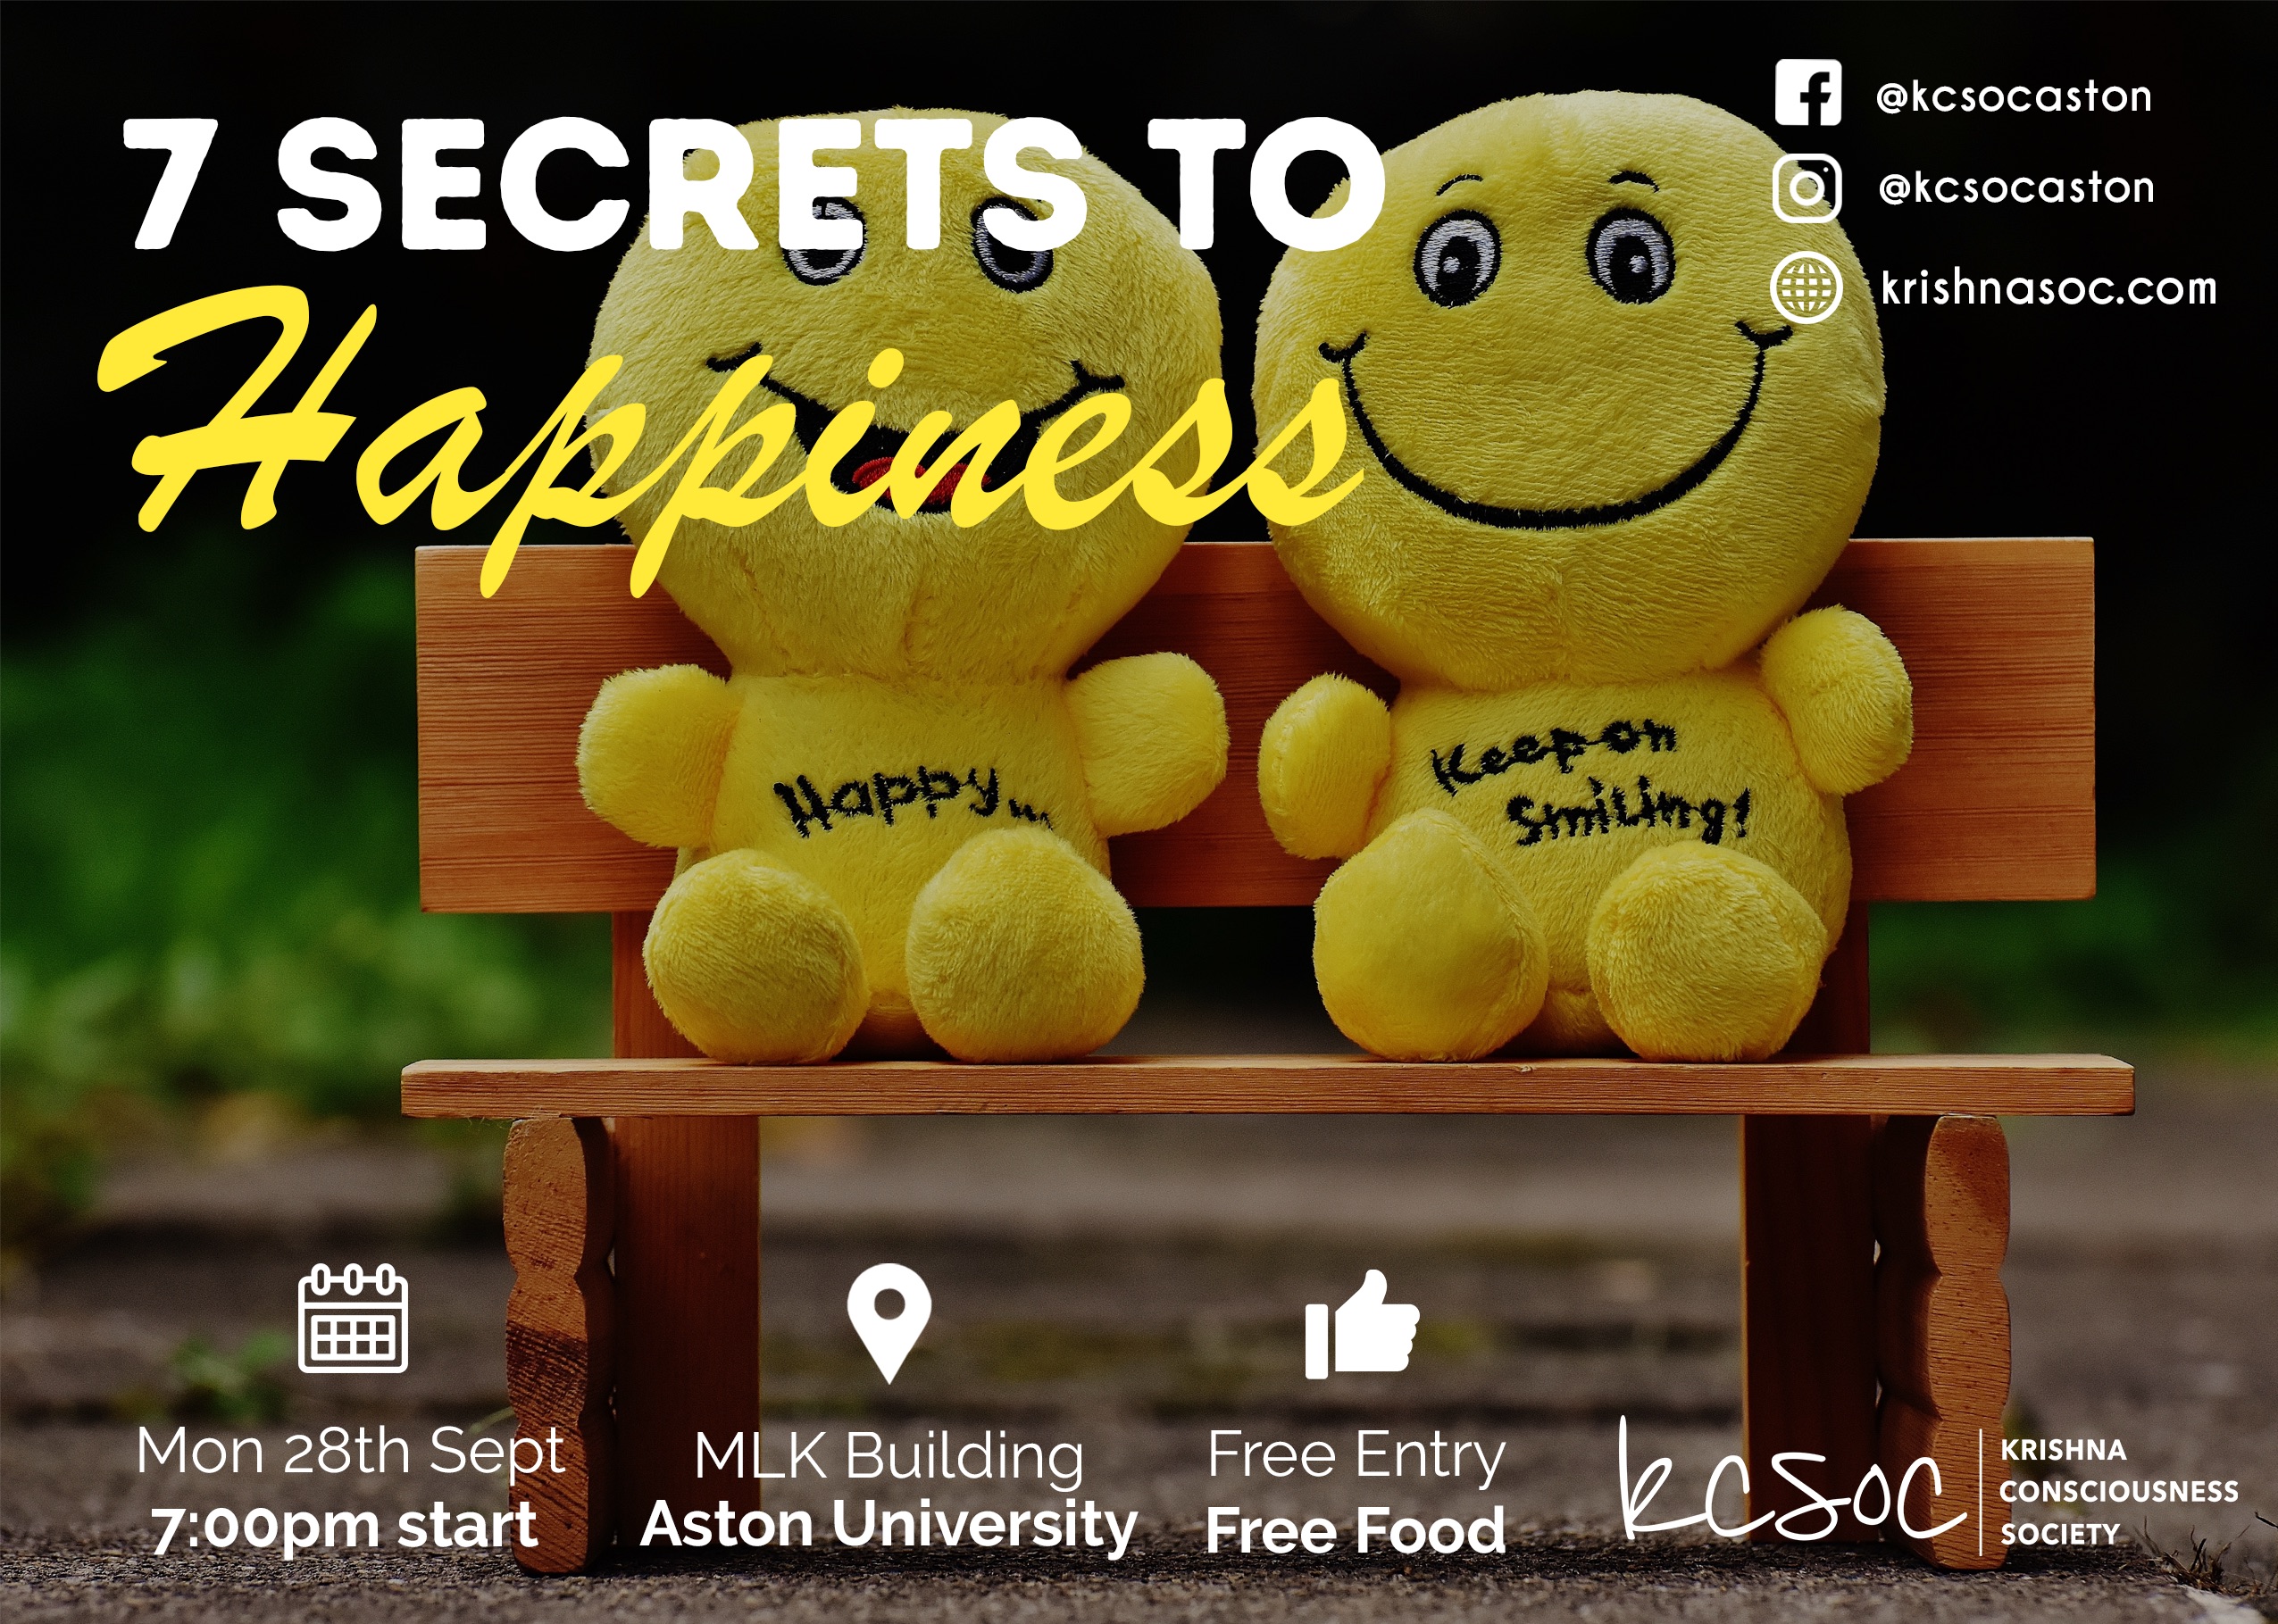 7 SECRETS TO
Happiness
@kcsocaston
@kcsocaston
krishnasoc.com
Happy...
Keep on
Smiling!
Mon 28th Sept
7:00pm start
MLK Building
Aston University
Free Entry
Free Food
kcsoc
KRISHNA
CONSCIOUSNESS
SOCIETY